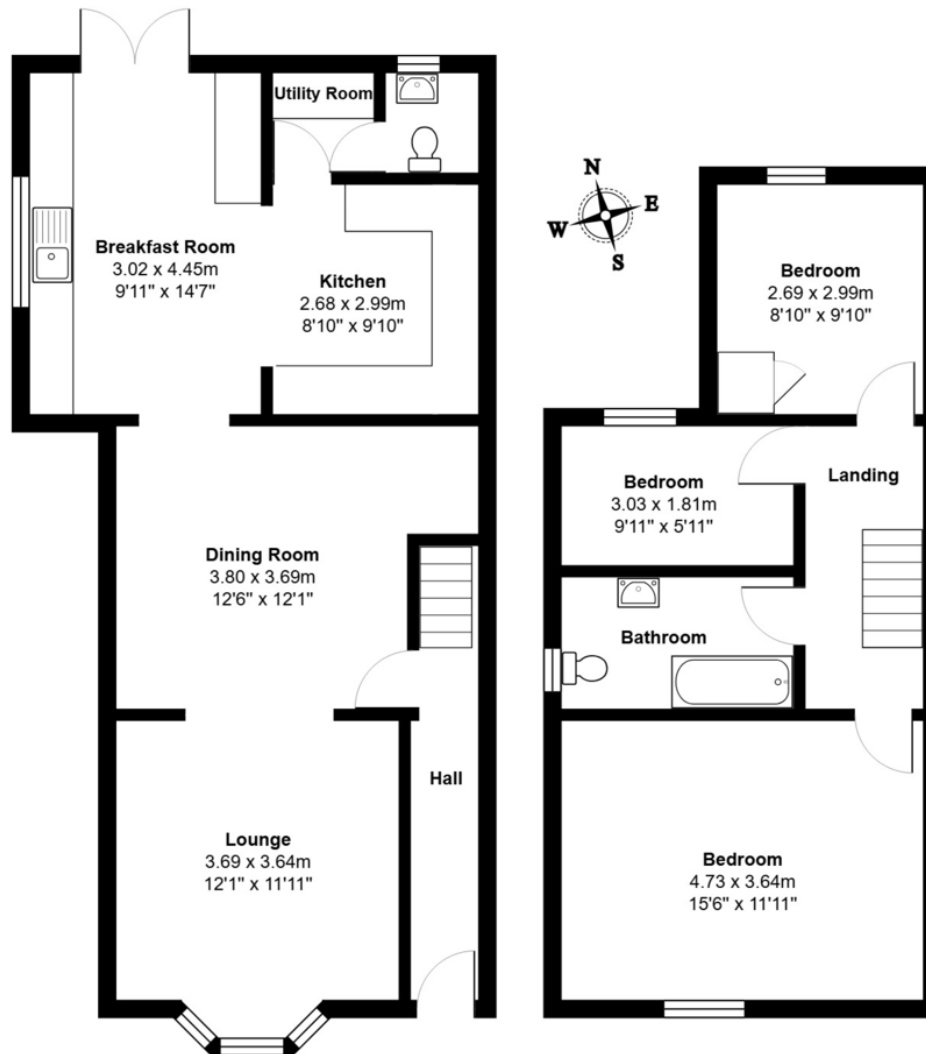 Utility Room
Breakfast Room
3.02 x 4.45m
9'11" x 14'7"
Kitchen
2.68 x 2.99m
8'10" x 9'10"
Dining Room
3.80 x 3.69m
12'6" x 12'1"
Hall
Lounge
3.69 x 3.64m
12'1" x 11'11"
N
E
W
S
Bedroom
2.69 x 2.99m
8'10" x 9'10"
Landing
Bedroom
3.03 x 1.81m
9'11" x 5'11"
Bathroom
Bedroom
4.73 x 3.64m
15'6" x 11'11"